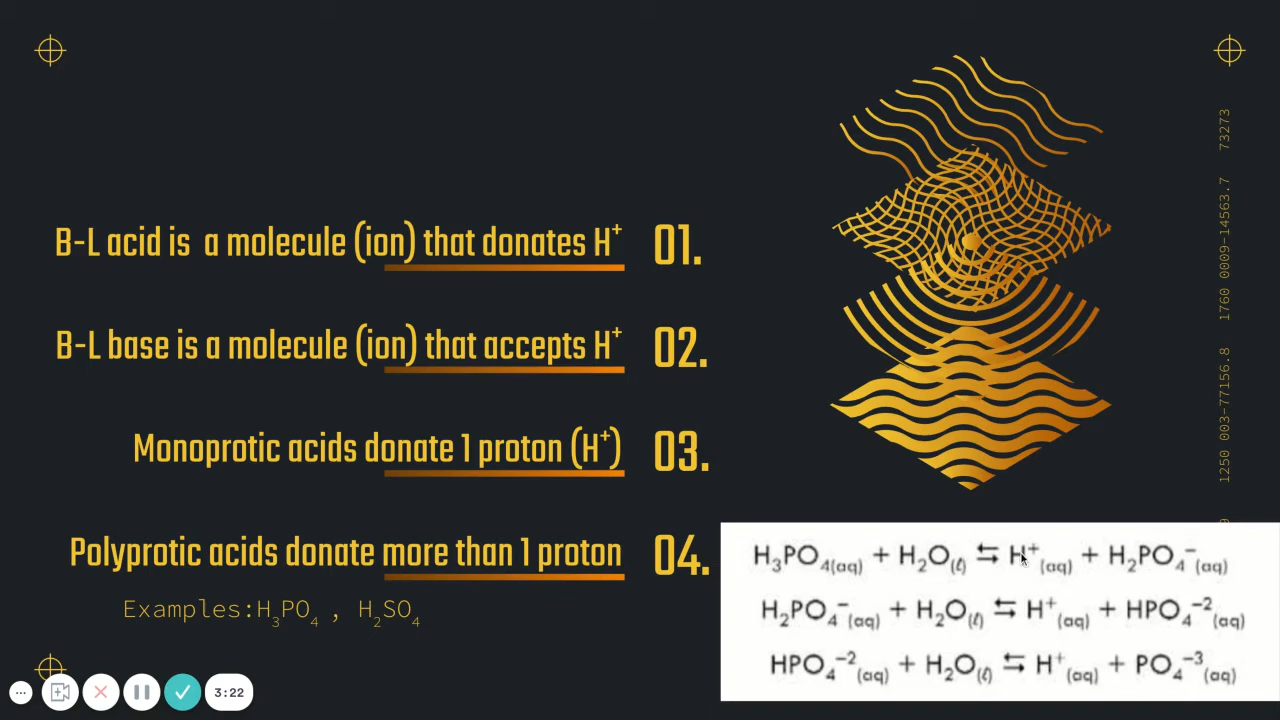 B-L acid is a molecule (ion) that donates H⁺ 01.
B-L base is a molecule (ion) that accepts H⁺ 02.
Monoprotic acids donate 1 proton (H⁺) 03.
Polyprotic acids donate more than 1 proton 04.
Examples:H₃PO₄ , H₂SO₄
H₃PO₄(aq) + H₂O(ℓ) ⇆ H⁺(aq) + H₂PO₄⁻(aq)
H₂PO₄⁻(aq) + H₂O(ℓ) ⇆ H⁺(aq) + HPO₄⁻²(aq)
HPO₄⁻²(aq) + H₂O(ℓ) ⇆ H⁺(aq) + PO₄⁻³(aq)
1250 003-77156.8 1760 0009-14563.7 73273
3:22